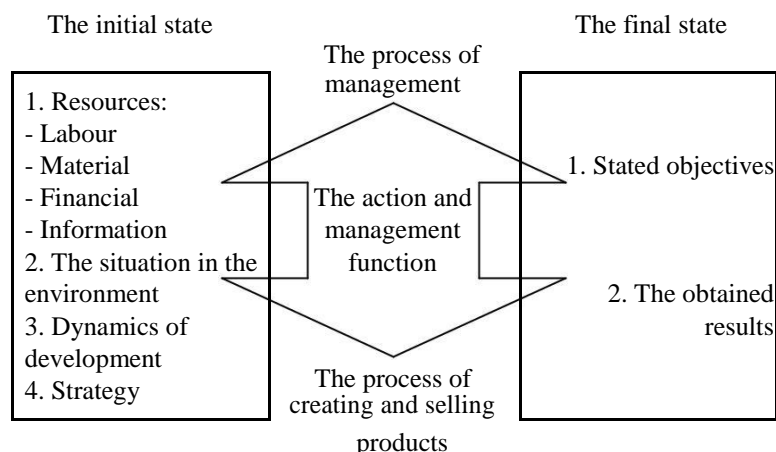 The initial state
1. Resources:
- Labour
- Material
- Financial
- Information
2. The situation in the
environment
3. Dynamics of
development
4. Strategy
The process of
management
The action and
management
function
The process of
creating and selling
products
The final state
1. Stated objectives
2. The obtained
results